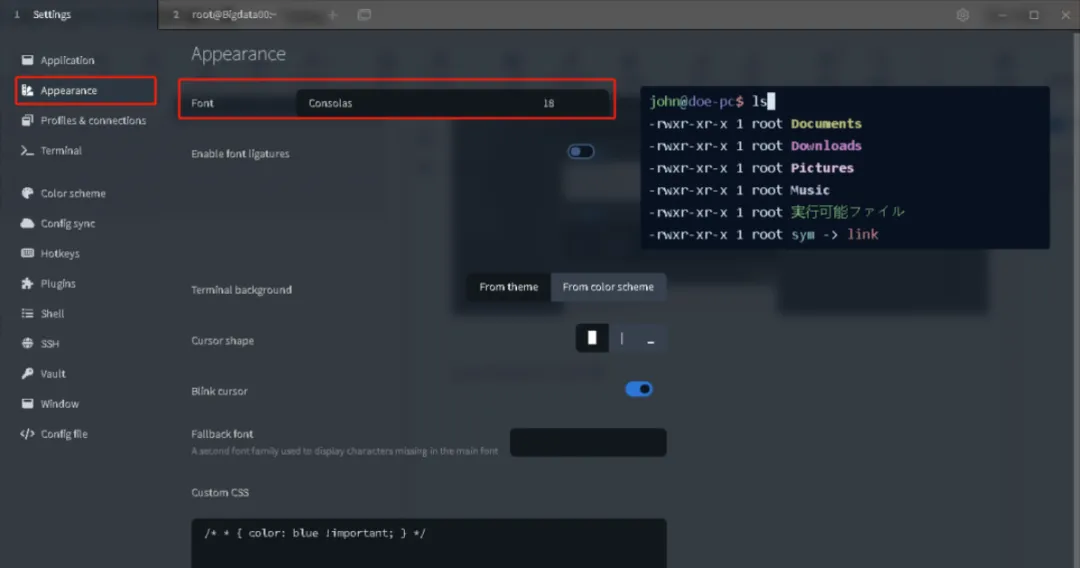 1 Settings
2 root@Bigdata00:~
Application
Appearance
Profiles & connections
Terminal
Color scheme
Config sync
Hotkeys
Plugins
Shell
SSH
Vault
Window
Config file
Appearance
Font Consolas 18
Enable font ligatures
Terminal background From theme From color scheme
Cursor shape
Blink cursor
Fallback font
A second font family used to display characters missing in the main font
Custom CSS
/* * { color: blue !important; } */
john@doe-pc$ ls
-rwxr-xr-x 1 root Documents
-rwxr-xr-x 1 root Downloads
-rwxr-xr-x 1 root Pictures
-rwxr-xr-x 1 root Music
-rwxr-xr-x 1 root 実行可能ファイル
-rwxr-xr-x 1 root sym -> link